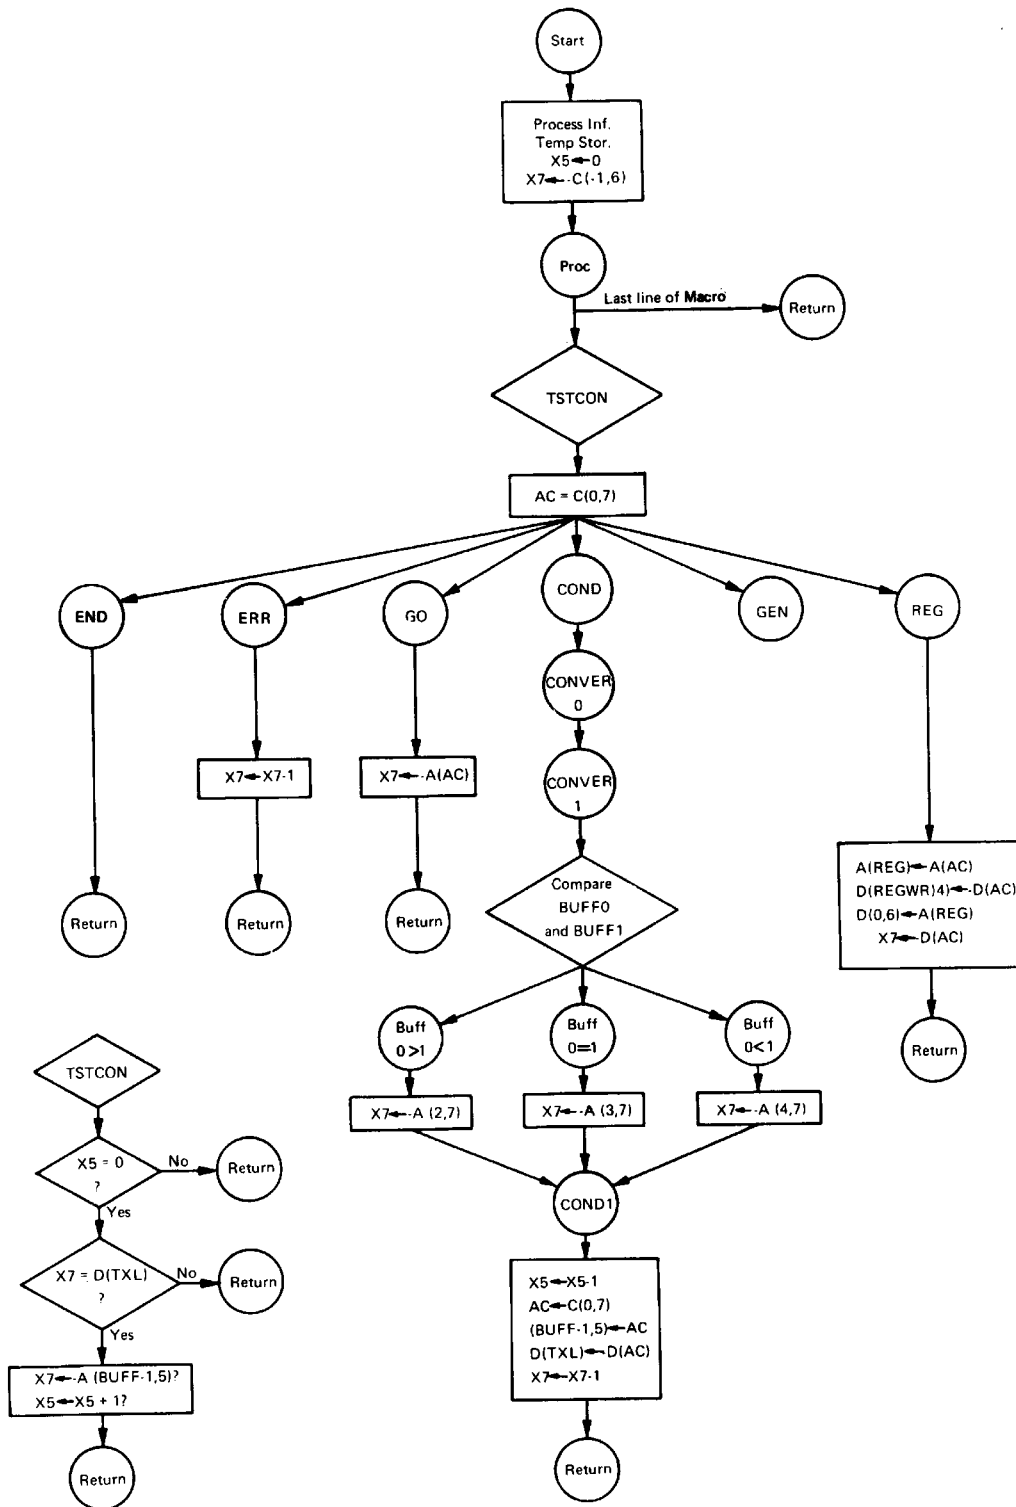 Start
Process Inf.
Temp Stor.
X5←0
X7←-C(-1,6)
Proc
Last line of Macro
Return
TSTCON
AC = C(0,7)
END
ERR
GO
COND
GEN
REG
CONVER
0
X7←X7-1
X7←-A(AC)
CONVER
1
A(REG)←A(AC)
D(REGWR)4)←-D(AC)
D(0,6)←A(REG)
X7←D(AC)
Compare
BUFF0
and BUFF1
Return
Return
Return
Buff
0>1
Buff
0=1
Buff
0<1
Return
X7←-A (2,7)
X7←-A (3,7)
X7←-A (4,7)
COND1
X5←X5-1
AC←C(0,7)
(BUFF-1,5)←AC
D(TXL)←-D(AC)
X7←X7-1
Return
TSTCON
X5 = 0
?
No
Return
Yes
X7 = D(TXL)
?
No
Return
Yes
X7←-A (BUFF-1,5)?
X5←X5 + 1?
Return